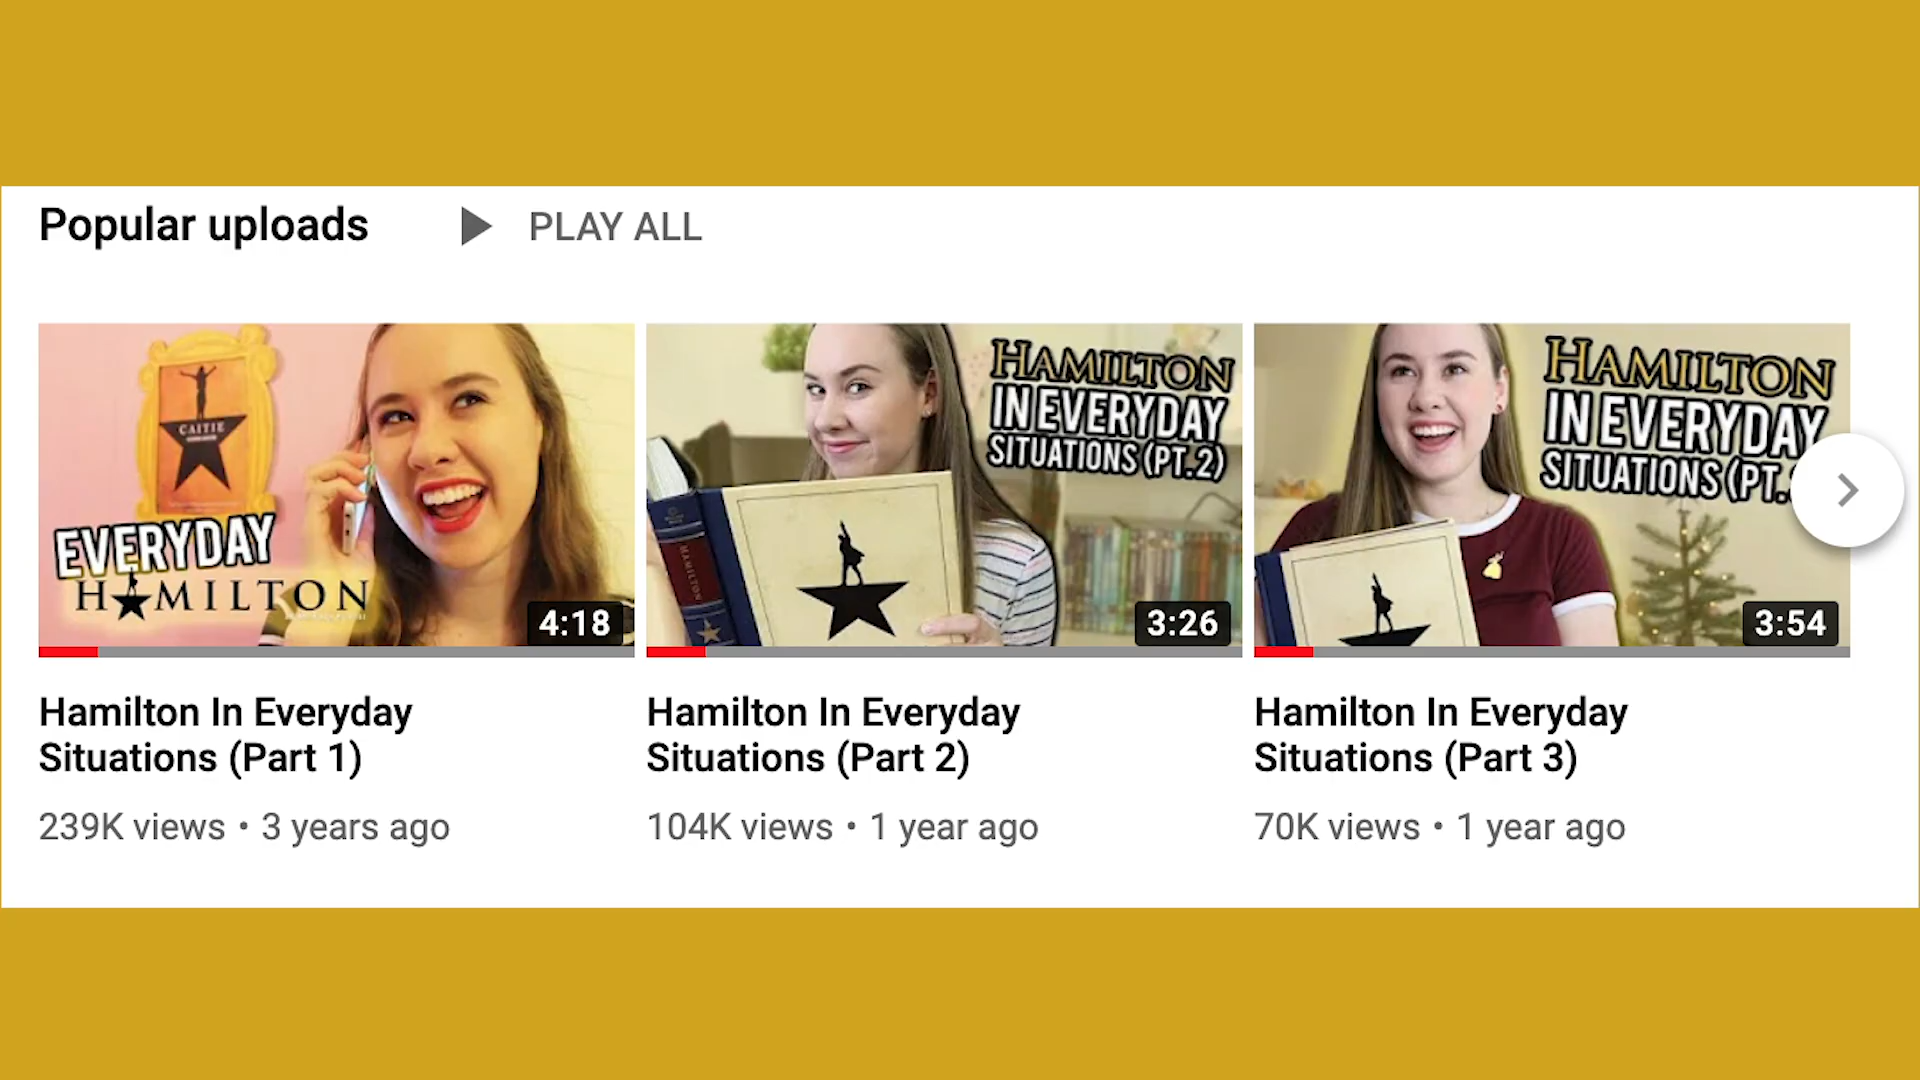 Popular uploads
PLAY ALL
CAITIE
EVERYDAY
HAMILTON
4:18
HAMILTON
IN EVERYDAY
SITUATIONS (PT.2)
HAMILTON
3:26
HAMILTON
IN EVERYDAY
SITUATIONS (PT.
3:54
Hamilton In Everyday
Situations (Part 1)
239K views • 3 years ago
Hamilton In Everyday
Situations (Part 2)
104K views • 1 year ago
Hamilton In Everyday
Situations (Part 3)
70K views • 1 year ago